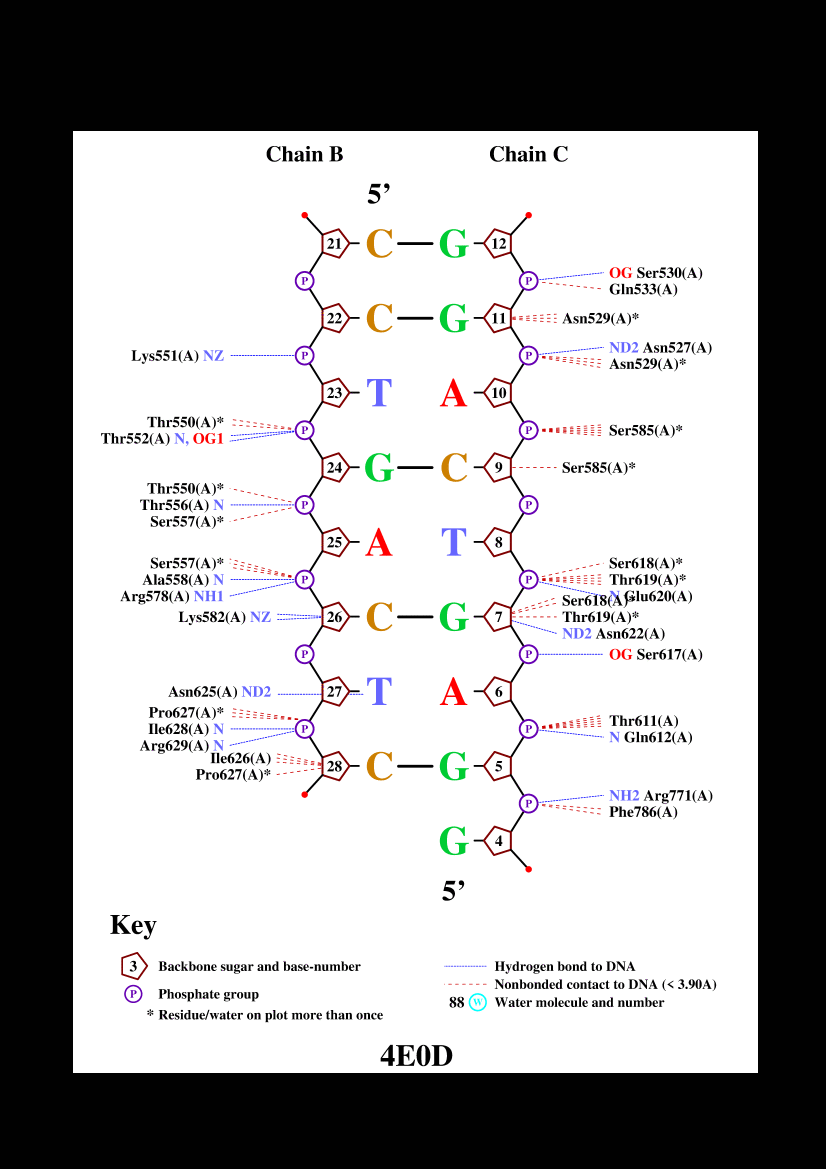 Chain B Chain C
5’
21 C G 12
P P OG Ser530(A)
Gln533(A)
22 C G 11 Asn529(A)*
Lys551(A) NZ P P ND2 Asn527(A)
Asn529(A)*
23 T A 10
Thr550(A)*
Thr552(A) N, OG1 P P Ser585(A)*
24 G C 9 Ser585(A)*
Thr550(A)*
Thr556(A) N P P
Ser557(A)*
25 A T 8
Ser557(A)* Ser618(A)*
Ala558(A) N P P Thr619(A)*
Arg578(A) NH1 N Glu620(A)
Ser618(A)*
Lys582(A) NZ 26 C G 7 Thr619(A)*
ND2 Asn622(A)
P P OG Ser617(A)
Asn625(A) ND2 27 T A 6
Pro627(A)* Thr611(A)
Ile628(A) N P P N Gln612(A)
Arg629(A) N
Ile626(A) 28 C G 5
Pro627(A)*
P NH2 Arg771(A)
Phe786(A)
G 4
5’
Key
3 Backbone sugar and base-number Hydrogen bond to DNA
Nonbonded contact to DNA (< 3.90A)
P Phosphate group 88 W Water molecule and number
* Residue/water on plot more than once
4E0D